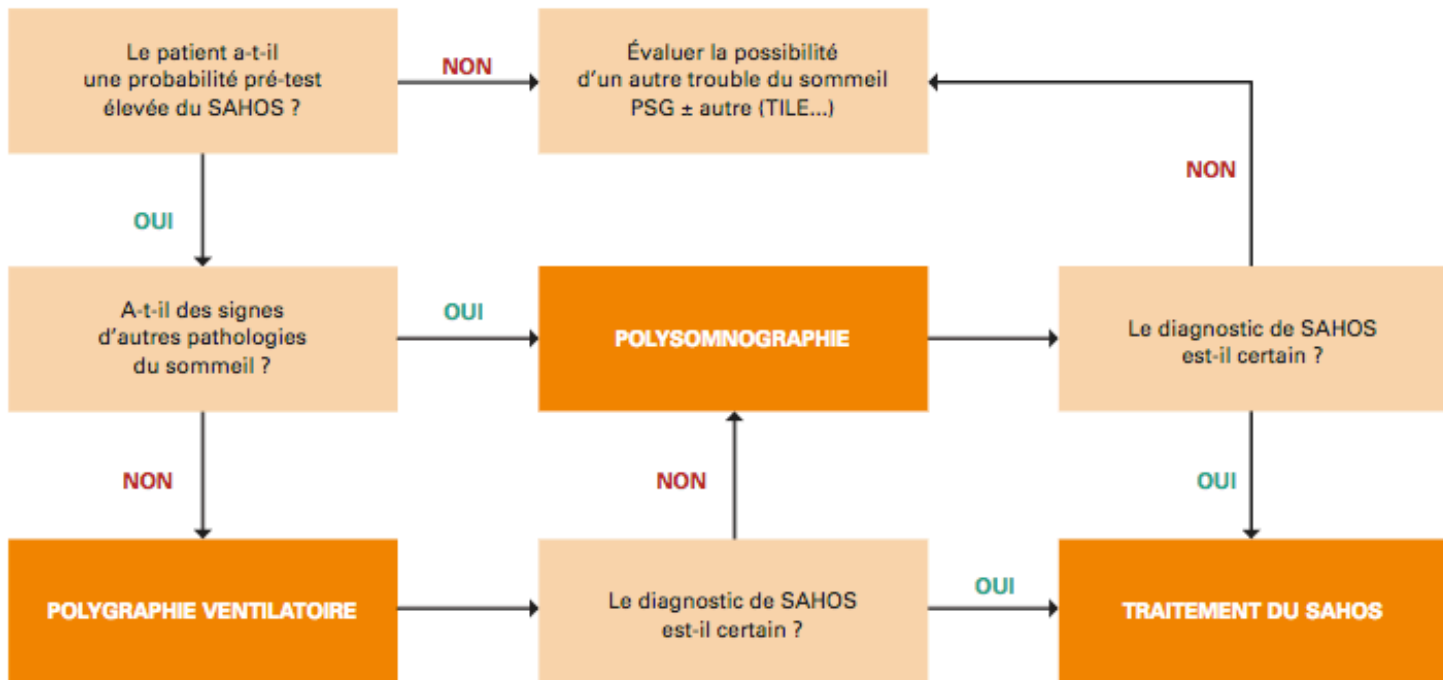 Le patient a-t-il
une probabilité pré-test
élevée du SAHOS ?
NON
Évaluer la possibilité
d'un autre trouble du sommeil
PSG ± autre (TILE...)
OUI
NON
A-t-il des signes
d'autres pathologies
du sommeil ?
OUI
POLYSOMNOGRAPHIE
Le diagnostic de SAHOS
est-il certain ?
NON
NON
OUI
POLYGRAPHIE VENTILATOIRE
Le diagnostic de SAHOS
est-il certain ?
OUI
TRAITEMENT DU SAHOS